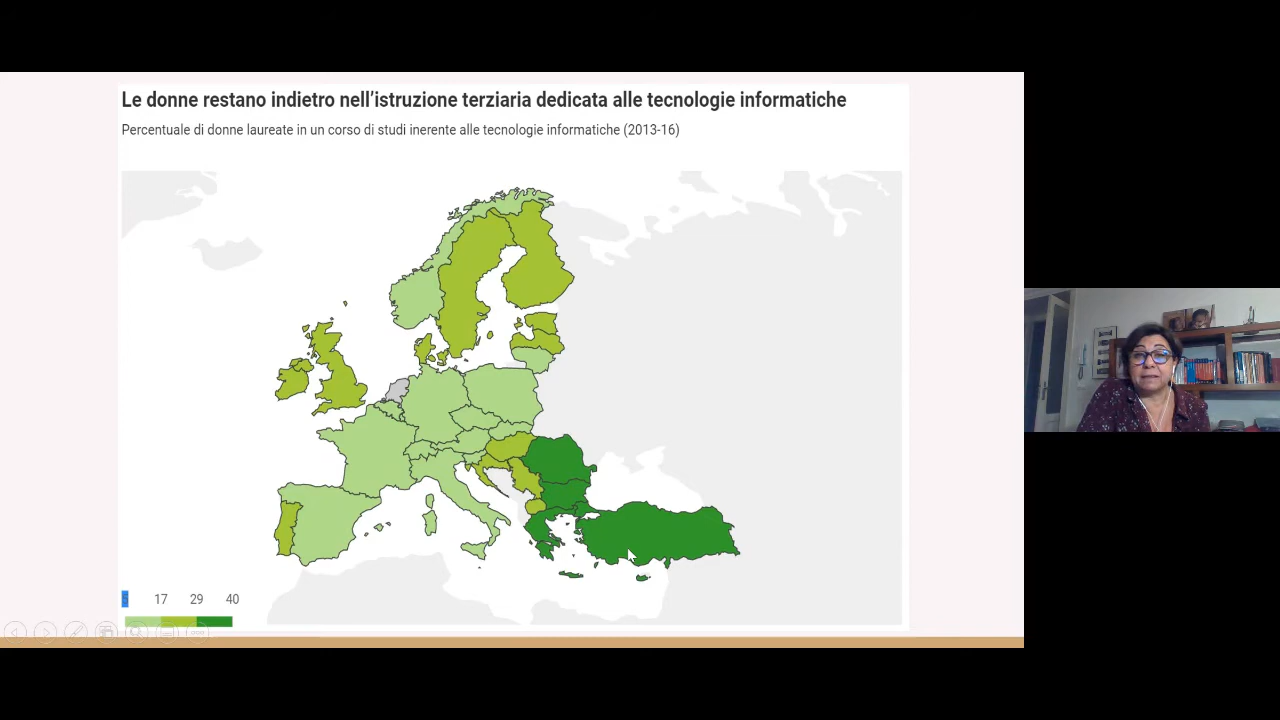 Le donne restano indietro nell'istruzione terziaria dedicata alle tecnologie informatiche
Percentuale di donne laureate in un corso di studi inerente alle tecnologie informatiche (2013-16)
5 17 29 40